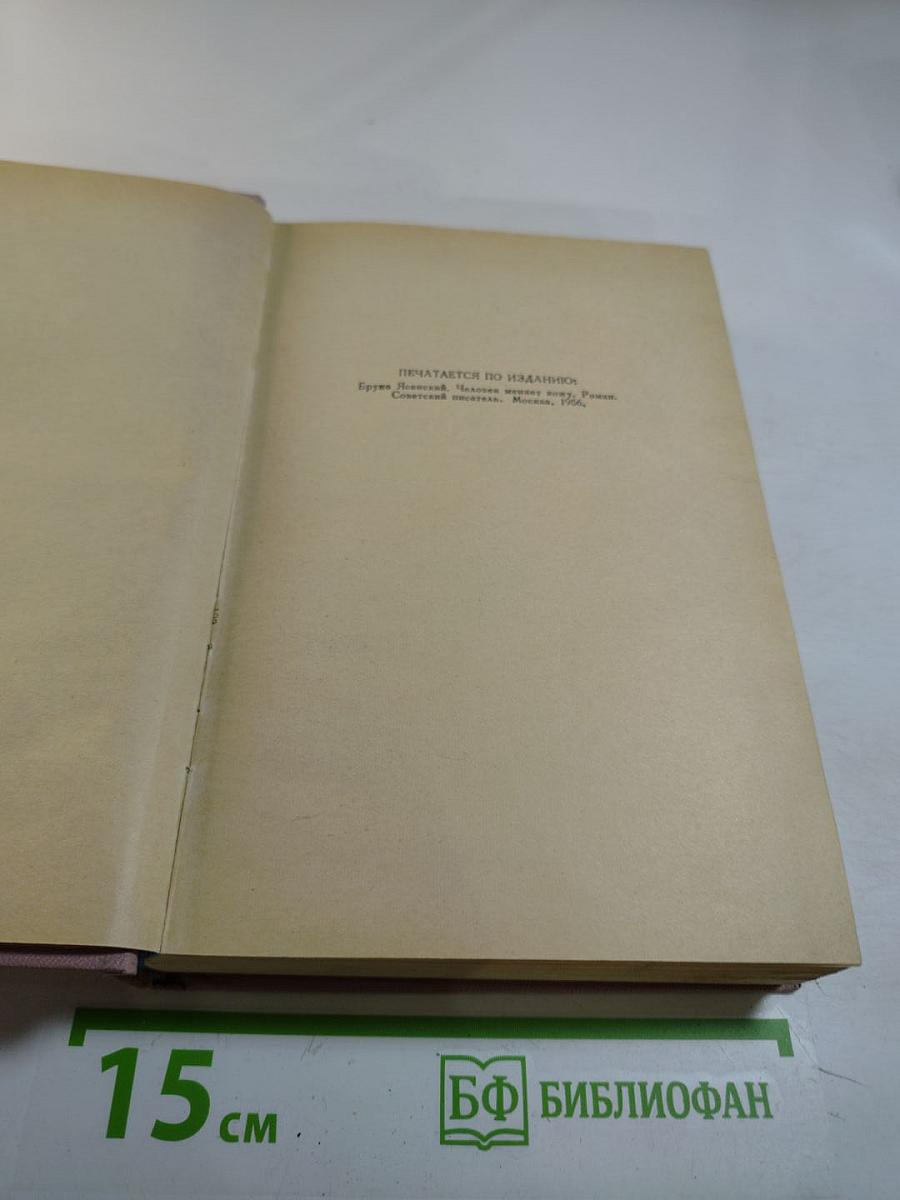 ПЕЧАТАЕТСЯ ПО ИЗДАНИЮ:
Бруно Ясенский. Человек меняет кожу. Роман.
Советский писатель. Москва, 1956.
15 см
БФ БИБЛИОФАН